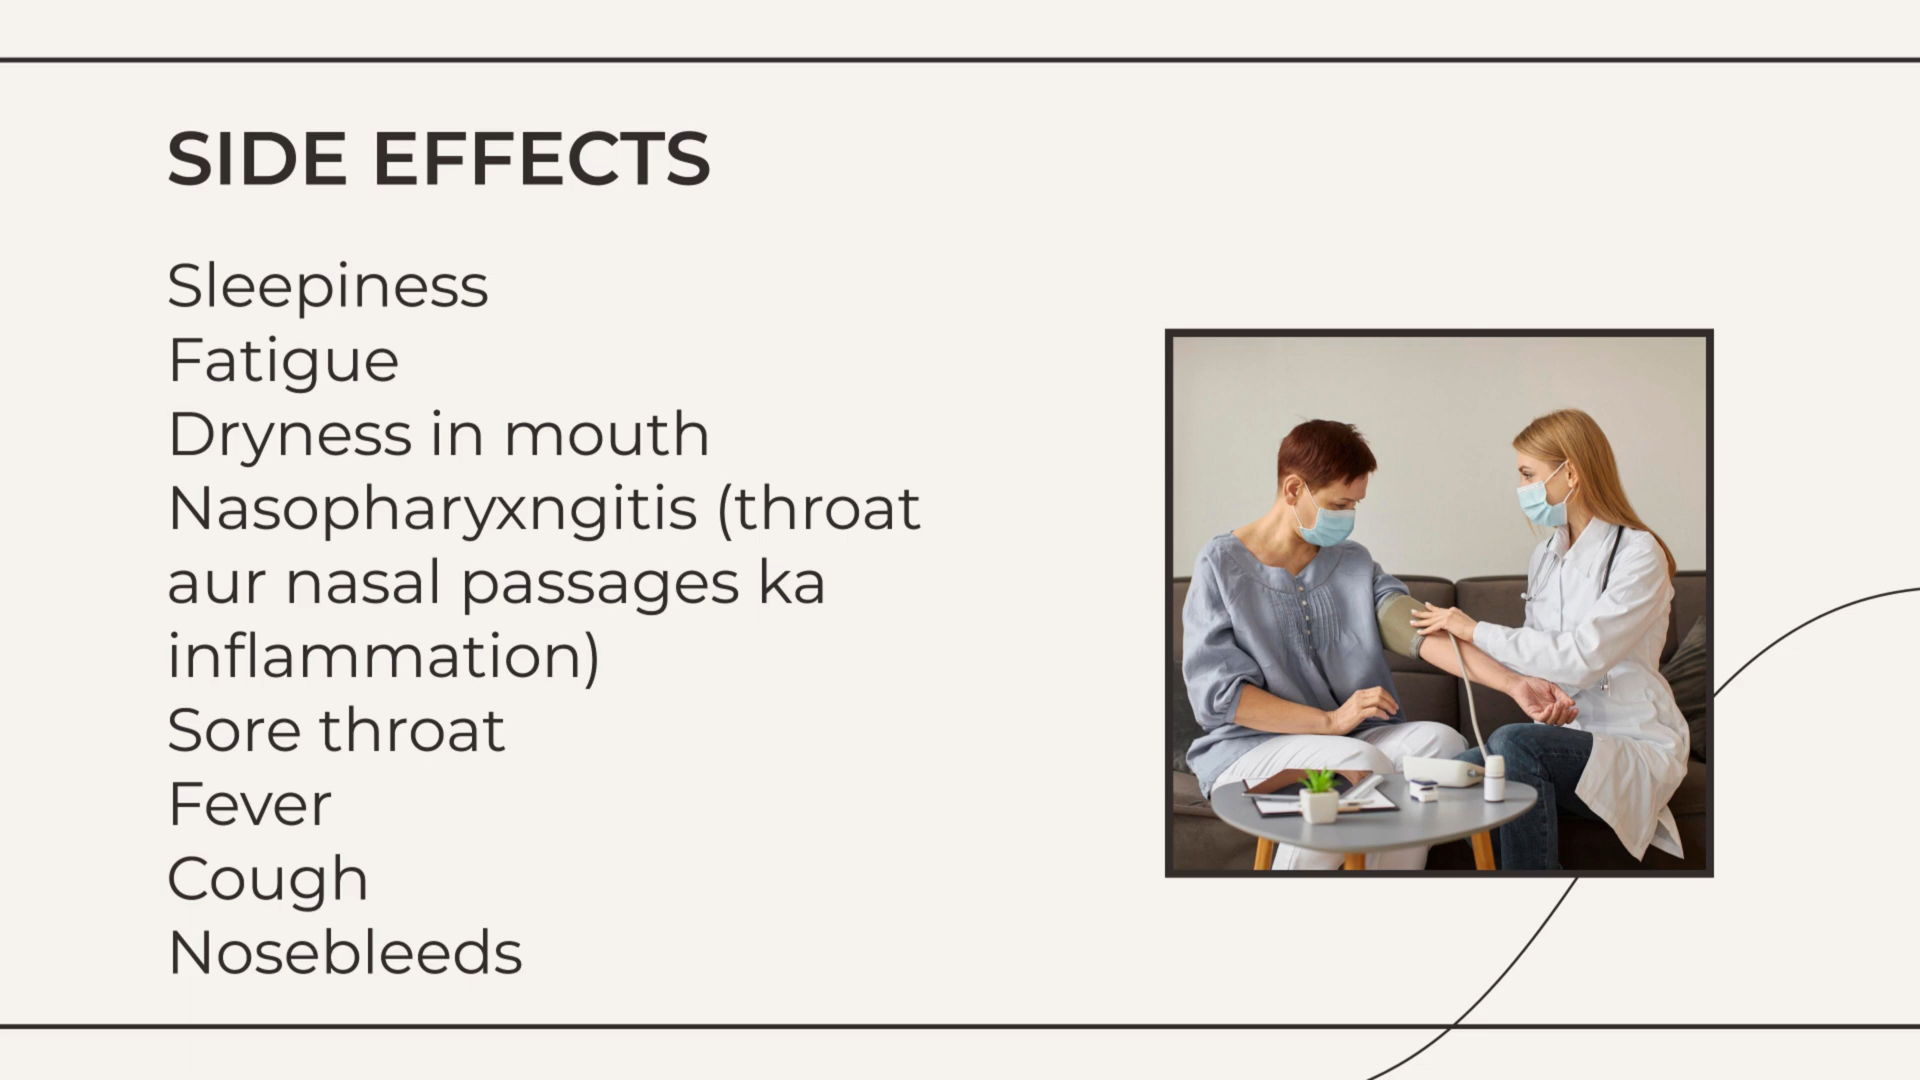 SIDE EFFECTS
Sleepiness
Fatigue
Dryness in mouth
Nasopharyxngitis (throat
aur nasal passages ka
inflammation)
Sore throat
Fever
Cough
Nosebleeds